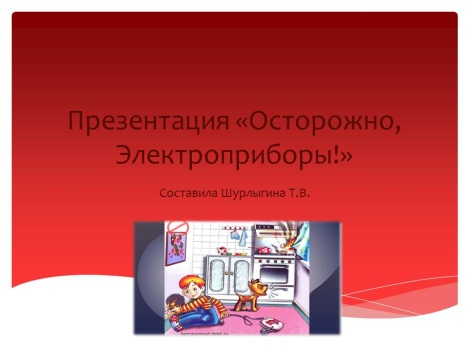 Презентация «Осторожно,
Электроприборы!»
Составила Шурлыгина Т.В.